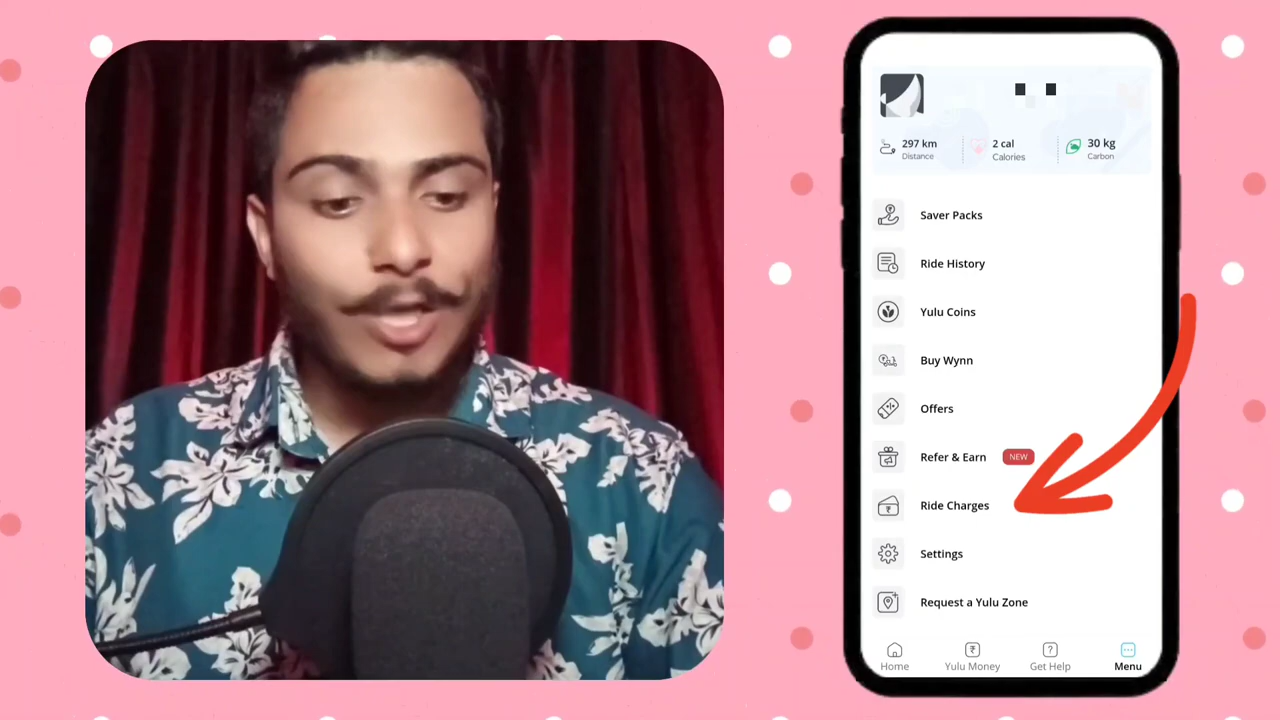 297 km
Distance
2 cal
Calories
30 kg
Carbon
Saver Packs
Ride History
Yulu Coins
Buy Wynn
Offers
Refer & Earn NEW
Ride Charges
Settings
Request a Yulu Zone
Home Yulu Money Get Help Menu